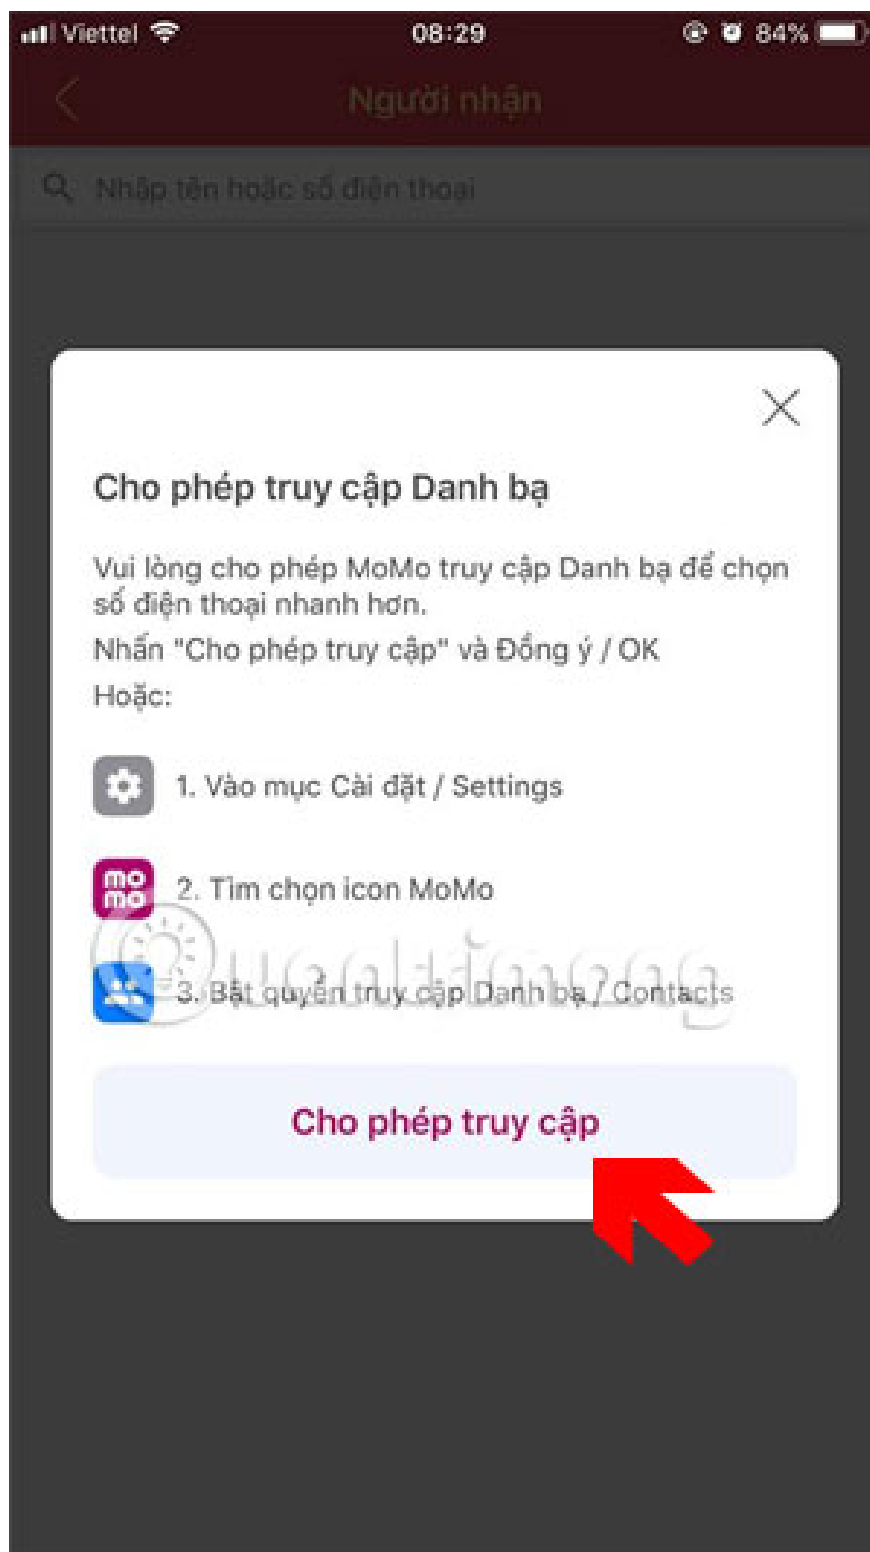 Viettel 08:29 84%
Người nhận
Nhập tên hoặc số điện thoại
Cho phép truy cập Danh bạ
Vui lòng cho phép MoMo truy cập Danh bạ để chọn
số điện thoại nhanh hơn.
Nhấn "Cho phép truy cập" và Đồng ý / OK
Hoặc:
1. Vào mục Cài đặt / Settings
mo
mo
2. Tìm chọn icon MoMo
Quantrimang
3. Bật quyền truy cập Danh bạ / Contacts
Cho phép truy cập